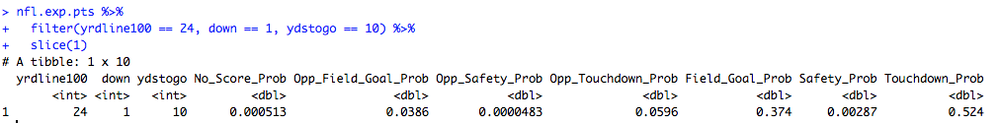 > nfl.exp.pts %>%
+   filter(yrdline100 == 24, down == 1, ydstogo == 10) %>%
+   slice(1)
# A tibble: 1 x 10
  yrdline100  down ydstogo No_Score_Prob Opp_Field_Goal_Prob Opp_Safety_Prob Opp_Touchdown_Prob Field_Goal_Prob Safety_Prob Touchdown_Prob
       <int> <int>   <int>         <dbl>               <dbl>           <dbl>              <dbl>           <dbl>       <dbl>          <dbl>
1         24     1      10      0.000513              0.0386       0.0000483             0.0596           0.374     0.00287          0.524